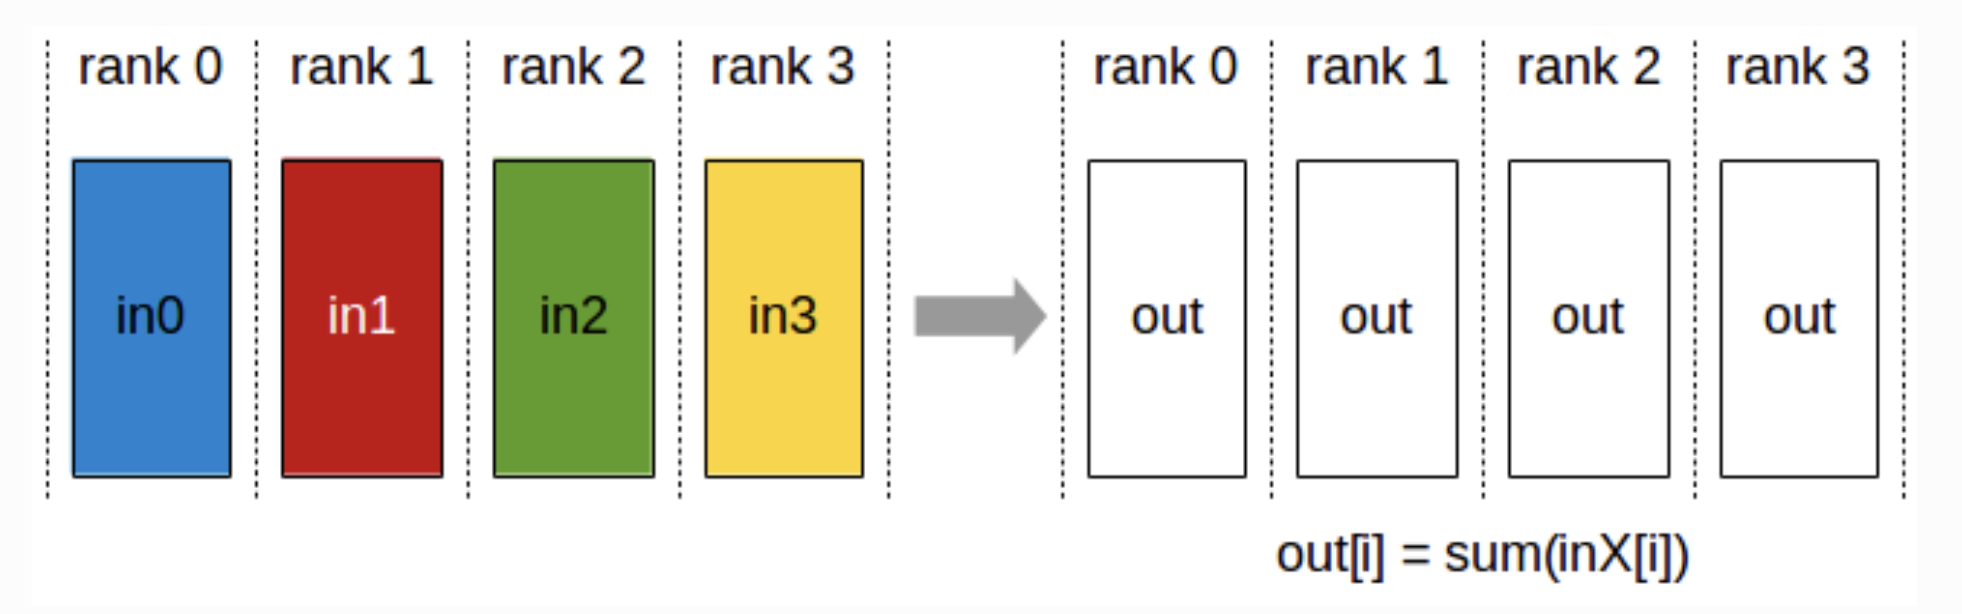 rank 0 rank 1 rank 2 rank 3 rank 0 rank 1 rank 2 rank 3
in0 in1 in2 in3 out out out out
out[i] = sum(inX[i])